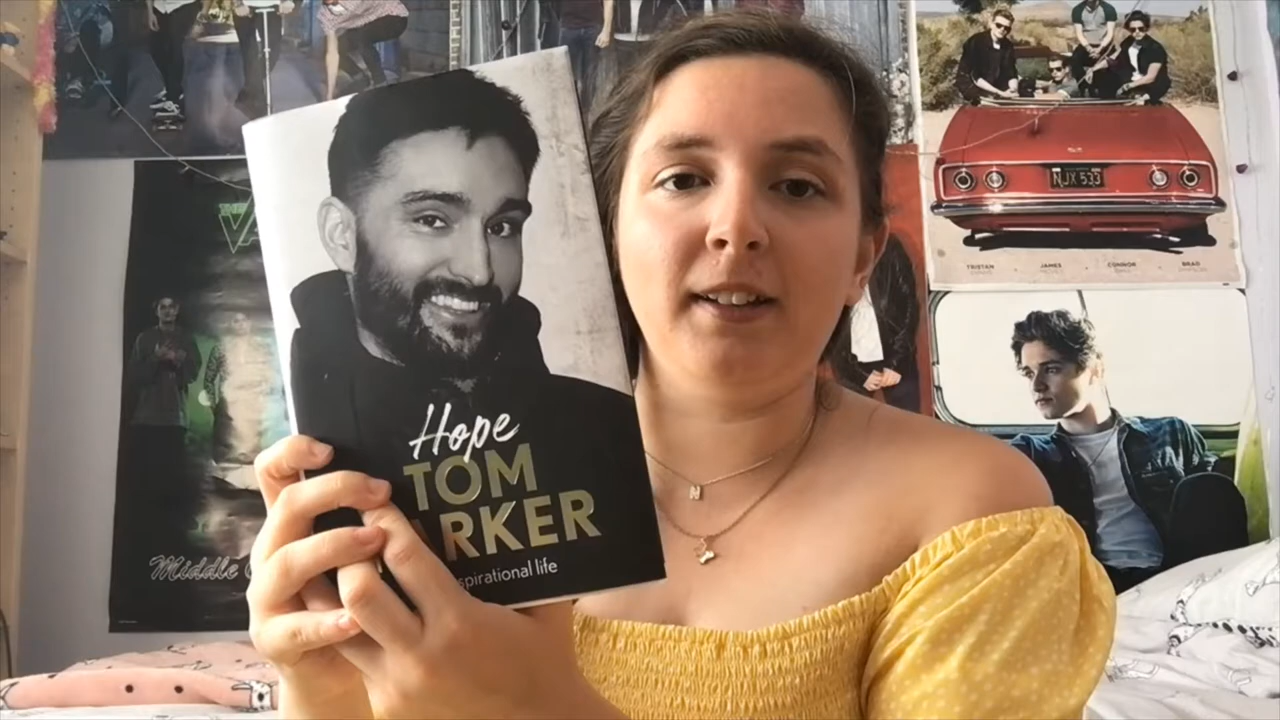 Hope
TOM
ARKER
spirational life
Middle
NJX 533
TRISTAN
JAMES
CONNOR
BRAD
N